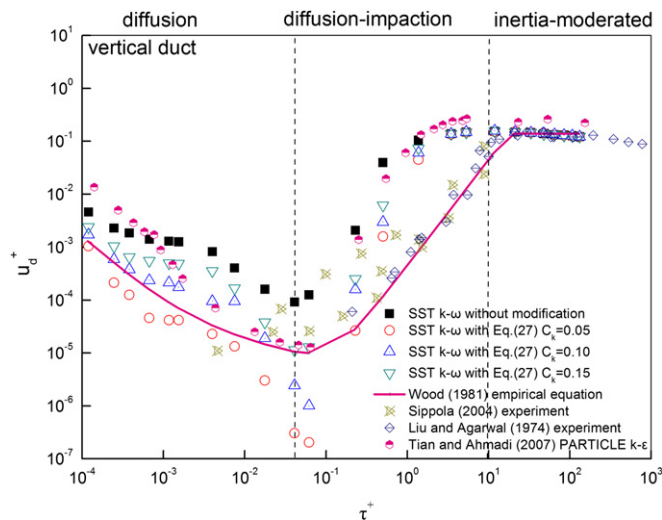 diffusion diffusion-impaction inertia-moderated
10^1
vertical duct
10^0
10^-1
10^-2
10^-3
10^-4
10^-5
10^-6
10^-7
u_d^+
SST k-ω without modification
SST k-ω with Eq.(27) C_k=0.05
SST k-ω with Eq.(27) C_k=0.10
SST k-ω with Eq.(27) C_k=0.15
Wood (1981) empirical equation
Sippola (2004) experiment
Liu and Agarwal (1974) experiment
Tian and Ahmadi (2007) PARTICLE k-ε
10^-4 10^-3 10^-2 10^-1 10^0 10^1 10^2 10^3
τ^+